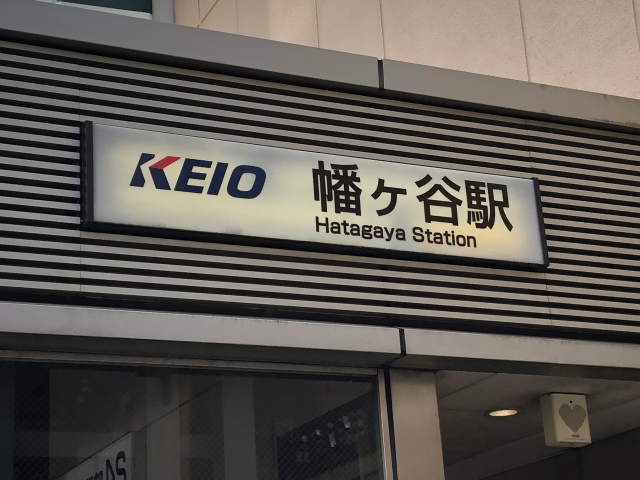 KEIO 幡ヶ谷駅
Hatagaya Station